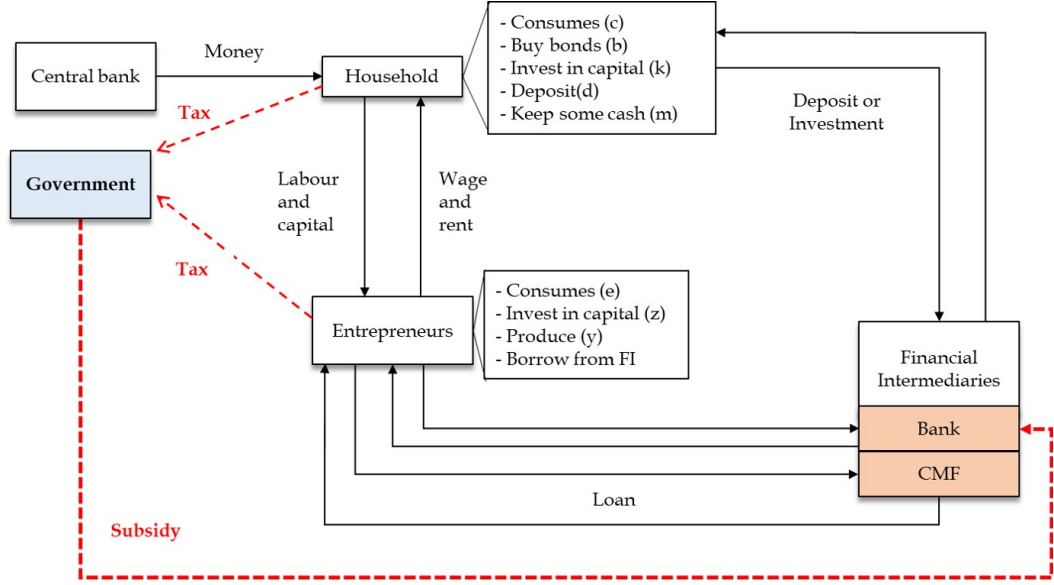 Central bank
Money
Household
- Consumes (c)
- Buy bonds (b)
- Invest in capital (k)
- Deposit(d)
- Keep some cash (m)
Deposit or
Investment
Tax
Government
Labour
and
capital
Wage
and
rent
Tax
Entrepreneurs
- Consumes (e)
- Invest in capital (z)
- Produce (y)
- Borrow from FI
Financial
Intermediaries
Bank
CMF
Loan
Subsidy